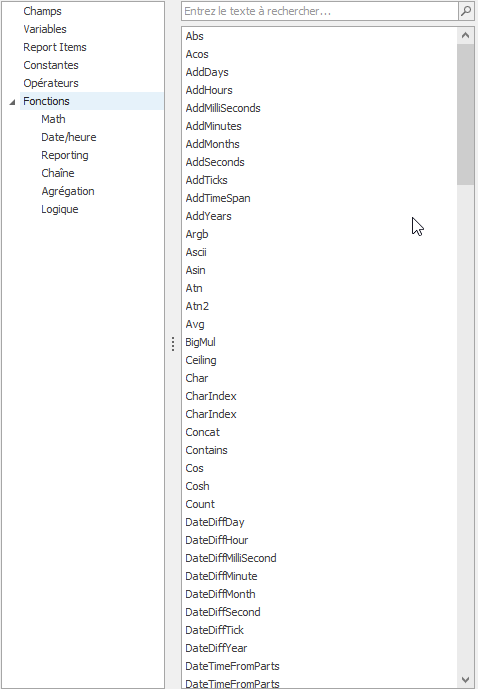 Champs
Variables
Report Items
Constantes
Opérateurs
Fonctions
Math
Date/heure
Reporting
Chaîne
Agrégation
Logique
Entrez le texte à rechercher...
Abs
Acos
AddDays
AddHours
AddMilliSeconds
AddMinutes
AddMonths
AddSeconds
AddTicks
AddTimeSpan
AddYears
Argb
Ascii
Asin
Atn
Atn2
Avg
BigMul
Ceiling
Char
CharIndex
CharIndex
Concat
Contains
Cos
Cosh
Count
DateDiffDay
DateDiffHour
DateDiffMilliSecond
DateDiffMinute
DateDiffMonth
DateDiffSecond
DateDiffTick
DateDiffYear
DateTimeFromParts
DateTimeFromParts